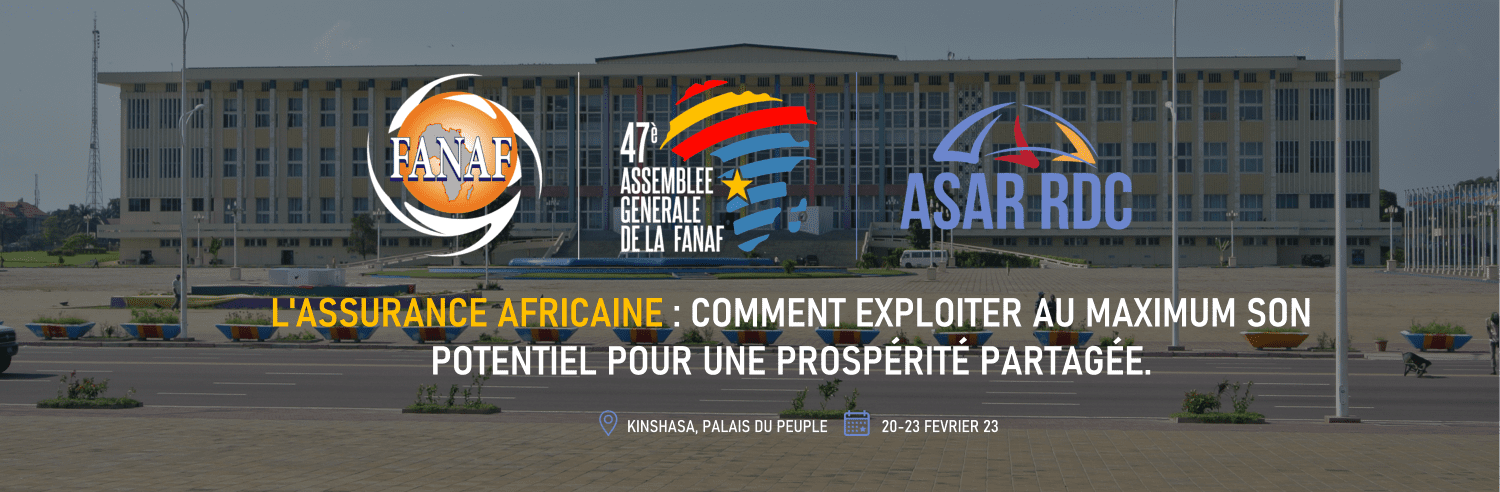 FANAF
47è
ASSEMBLEE
GENERALE
DE LA FANAF
ASAR RDC
L'ASSURANCE AFRICAINE : COMMENT EXPLOITER AU MAXIMUM SON
POTENTIEL POUR UNE PROSPÉRITÉ PARTAGÉE.
KINSHASA, PALAIS DU PEUPLE
20-23 FEVRIER 23